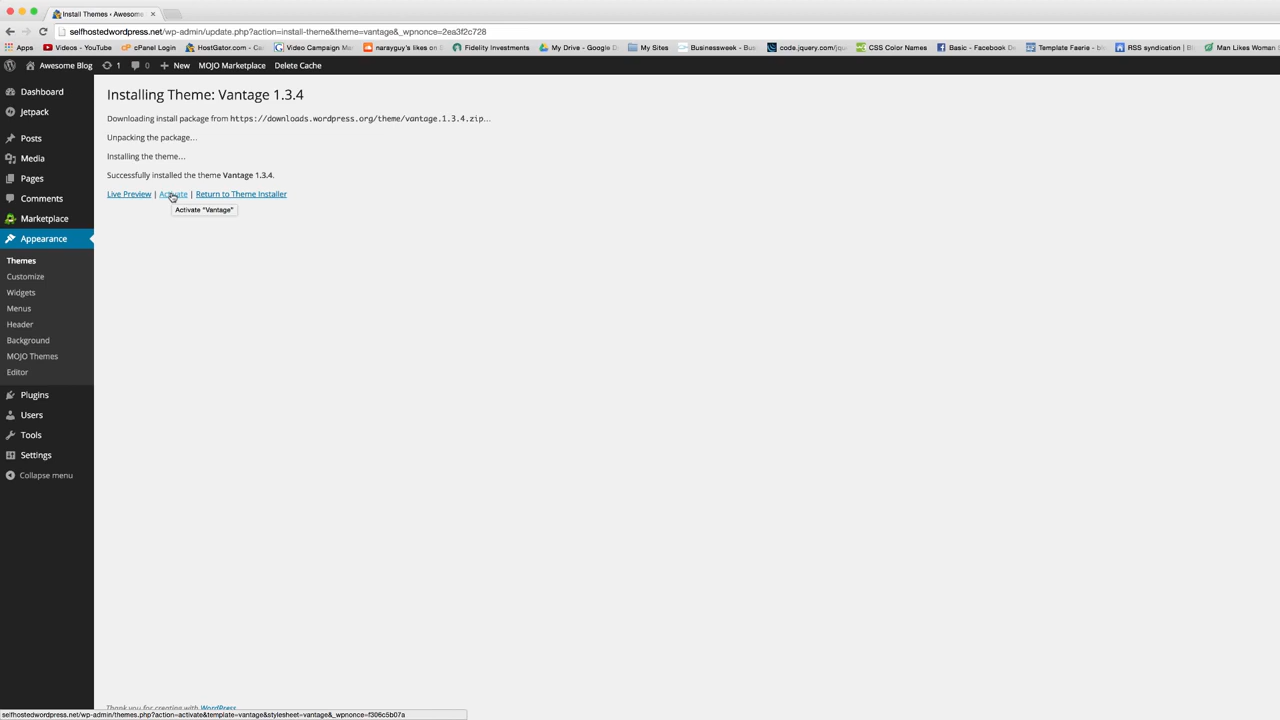 Install Themes ‹ Awesome
selfhostedwordpress.net/wp-admin/update.php?action=install-theme&theme=vantage&_wpnonce=2ea3f2c728
Apps Videos - YouTube cPanel Login HostGator.com - Ca Video Campaign Man narayguy's likes on S Fidelity Investments My Drive - Google D My Sites Businessweek - Bus code.jquery.com/jqu CSS Color Names Basic - Facebook De Template Faerie - blo RSS syndication | Blo Man Likes Woman S
Awesome Blog 1 0 New MOJO Marketplace Delete Cache
Dashboard
Jetpack
Posts
Media
Pages
Comments
Marketplace
Appearance
Themes
Customize
Widgets
Menus
Header
Background
MOJO Themes
Editor
Plugins
Users
Tools
Settings
Collapse menu
Installing Theme: Vantage 1.3.4
Downloading install package from https://downloads.wordpress.org/theme/vantage.1.3.4.zip…
Unpacking the package…
Installing the theme…
Successfully installed the theme Vantage 1.3.4.
Live Preview | Activate | Return to Theme Installer
Activate “Vantage”
Thank you for creating with WordPress
selfhostedwordpress.net/wp-admin/themes.php?action=activate&template=vantage&stylesheet=vantage&_wpnonce=f306c5b07a